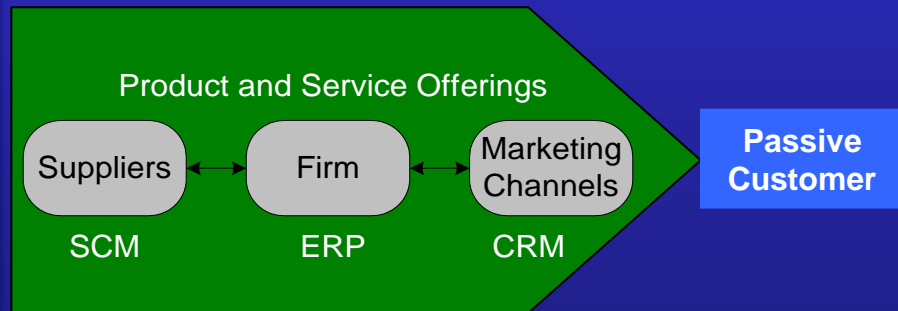 Product and Service Offerings
Suppliers
Firm
Marketing
Channels
Passive
Customer
SCM
ERP
CRM